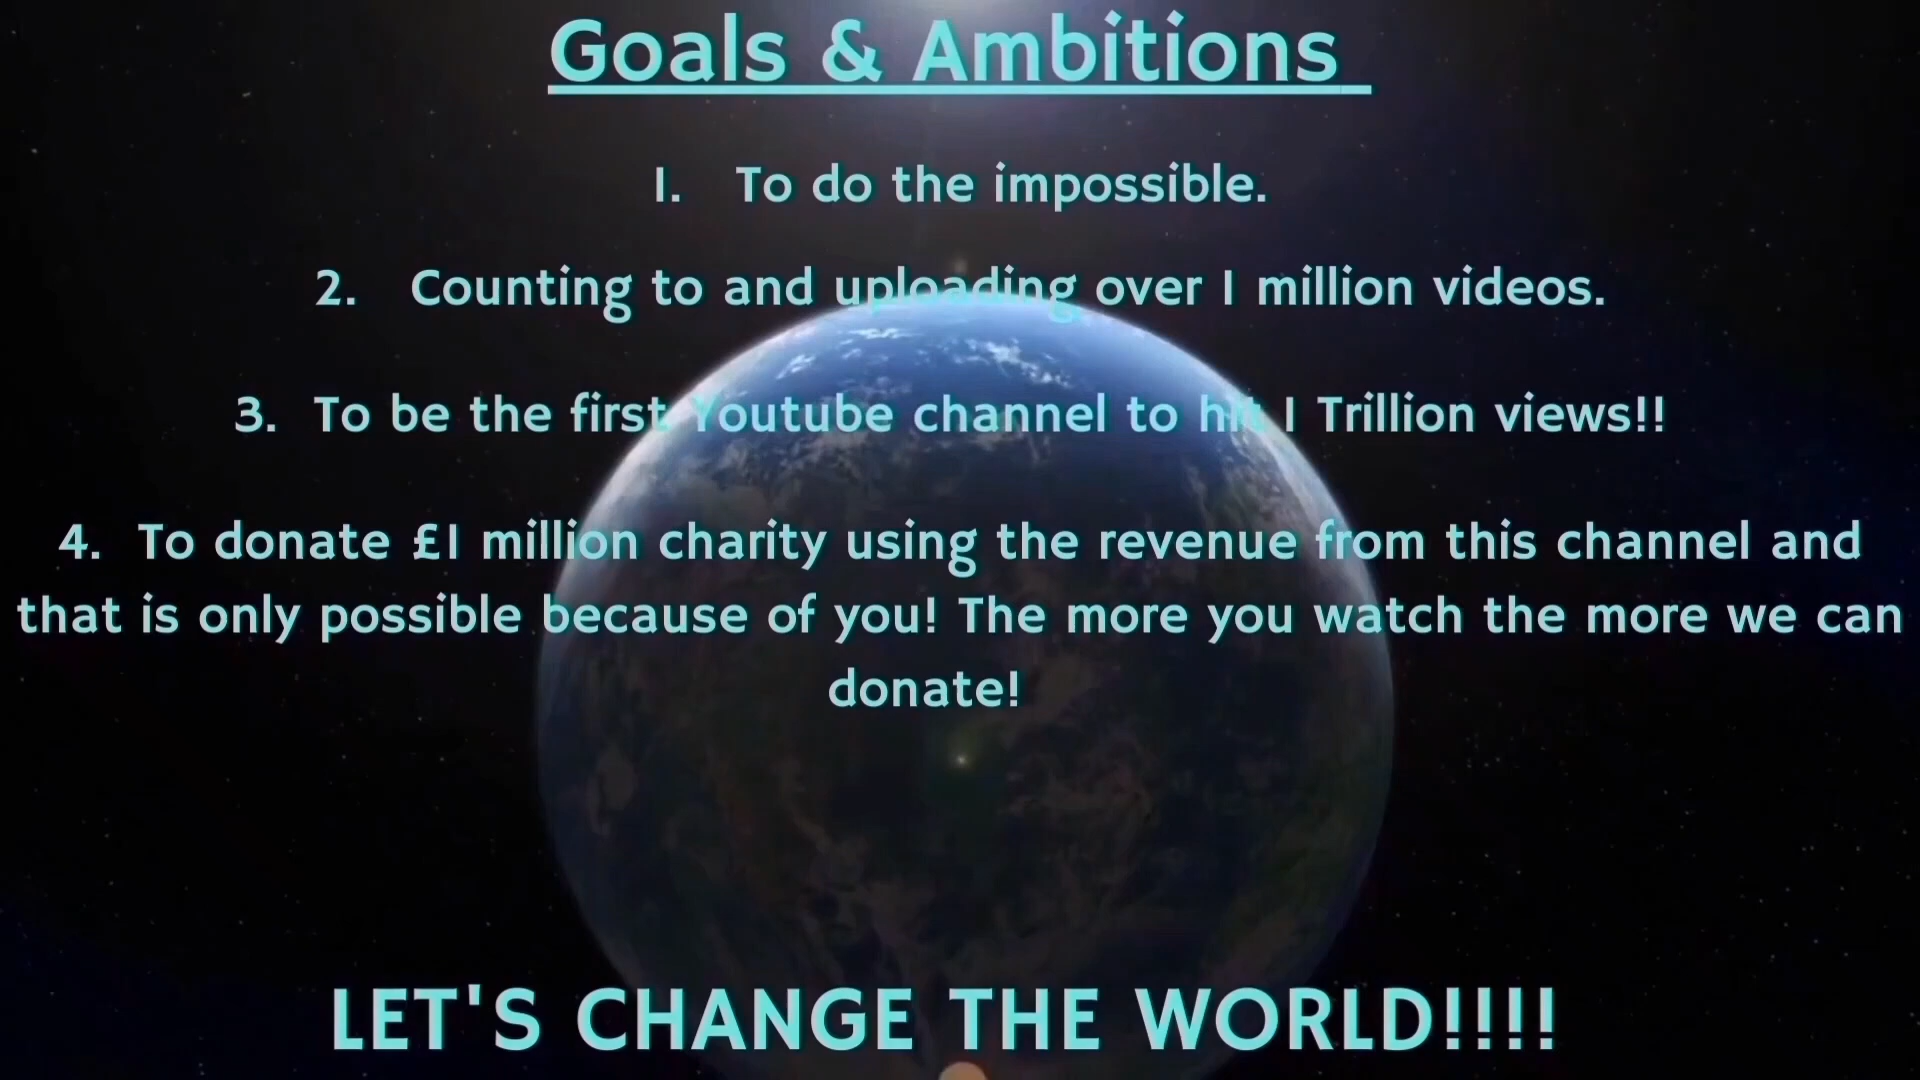 Goals & Ambitions
1. To do the impossible.
2. Counting to and uploading over 1 million videos.
3. To be the first Youtube channel to hit 1 Trillion views!!
4. To donate £1 million charity using the revenue from this channel and
that is only possible because of you! The more you watch the more we can
donate!
LET'S CHANGE THE WORLD!!!!